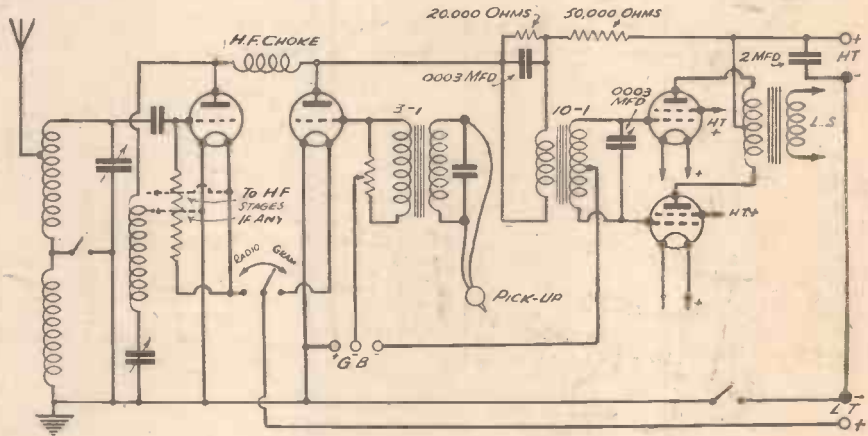 20.000 OHMS
50,000 OHMS
H.F. CHOKE
+
HT
-
2 MFD
.0003 MFD
3-1
10-1
.0003
MFD
HT
+
L.S
+
HT+
To HF
STAGES
IF ANY
RADIO GRAM
PICK-UP
+
+ G - B -
-
LT
+